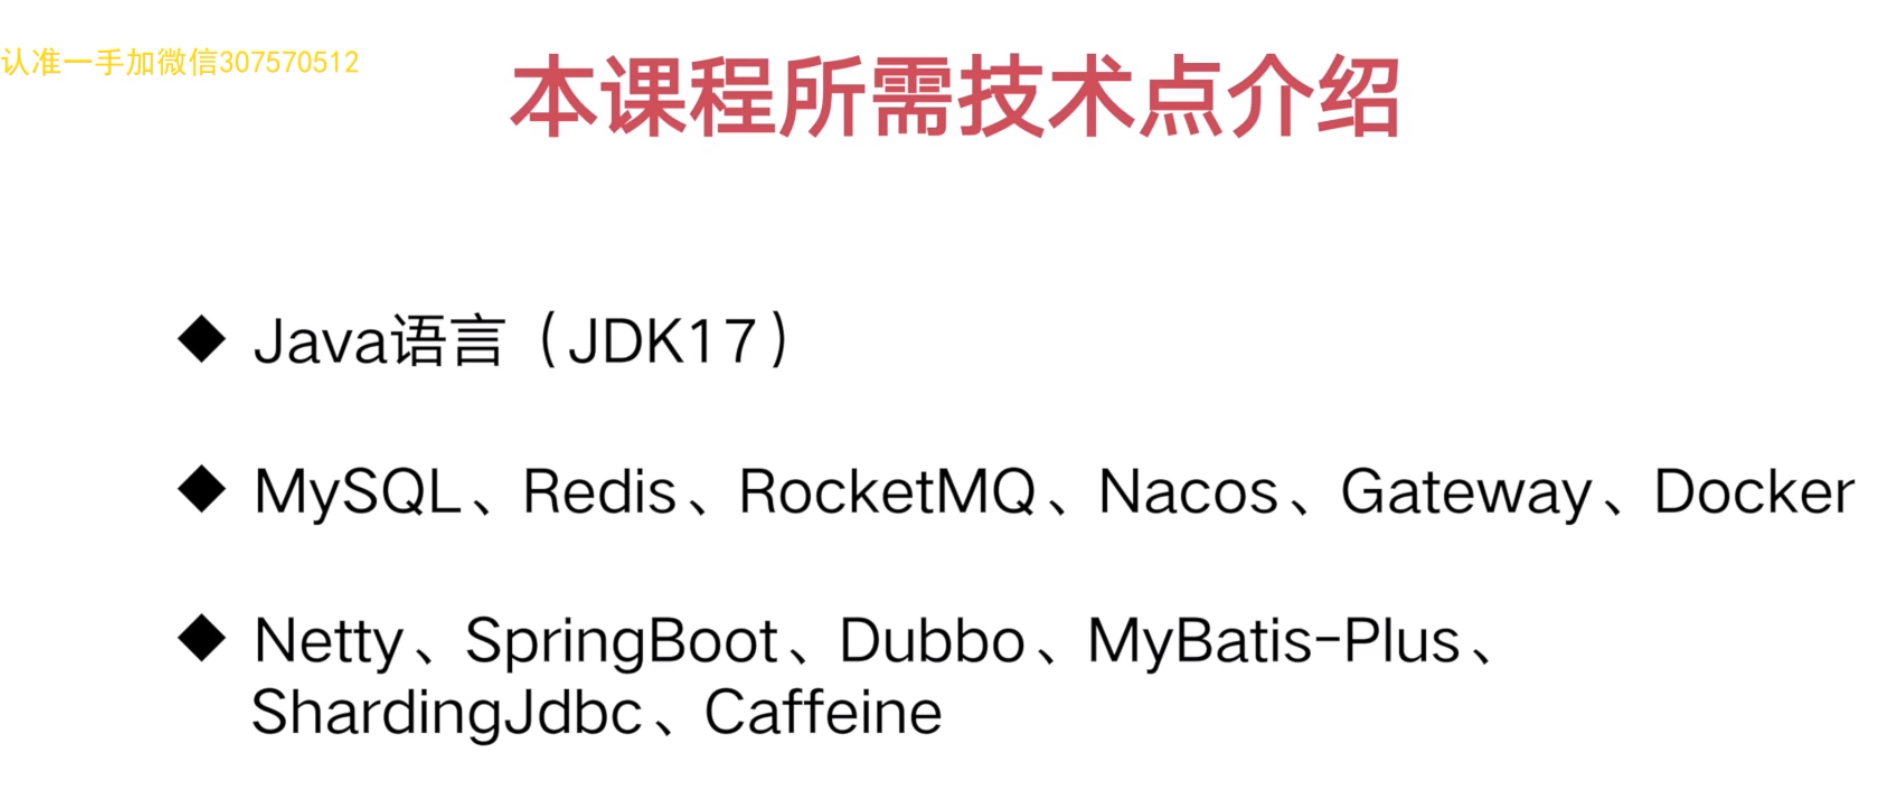 认准一手加微信307570512
本课程所需技术点介绍
◆ Java语言（JDK17）
◆ MySQL、Redis、RocketMQ、Nacos、Gateway、Docker
◆ Netty、SpringBoot、Dubbo、MyBatis-Plus、
ShardingJdbc、Caffeine